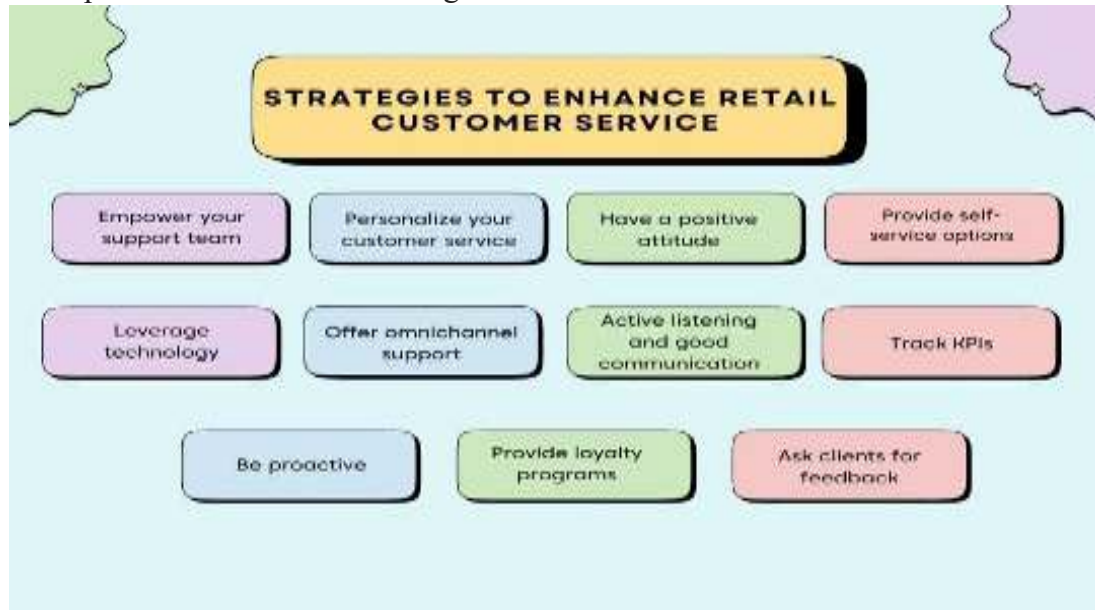 STRATEGIES TO ENHANCE RETAIL
CUSTOMER SERVICE
Empower your
support team
Personalize your
customer service
Have a positive
attitude
Provide self-
service options
Leverage
technology
Offer omnichannel
support
Active listening
and good
communication
Track KPIs
Be proactive
Provide loyalty
programs
Ask clients for
feedback